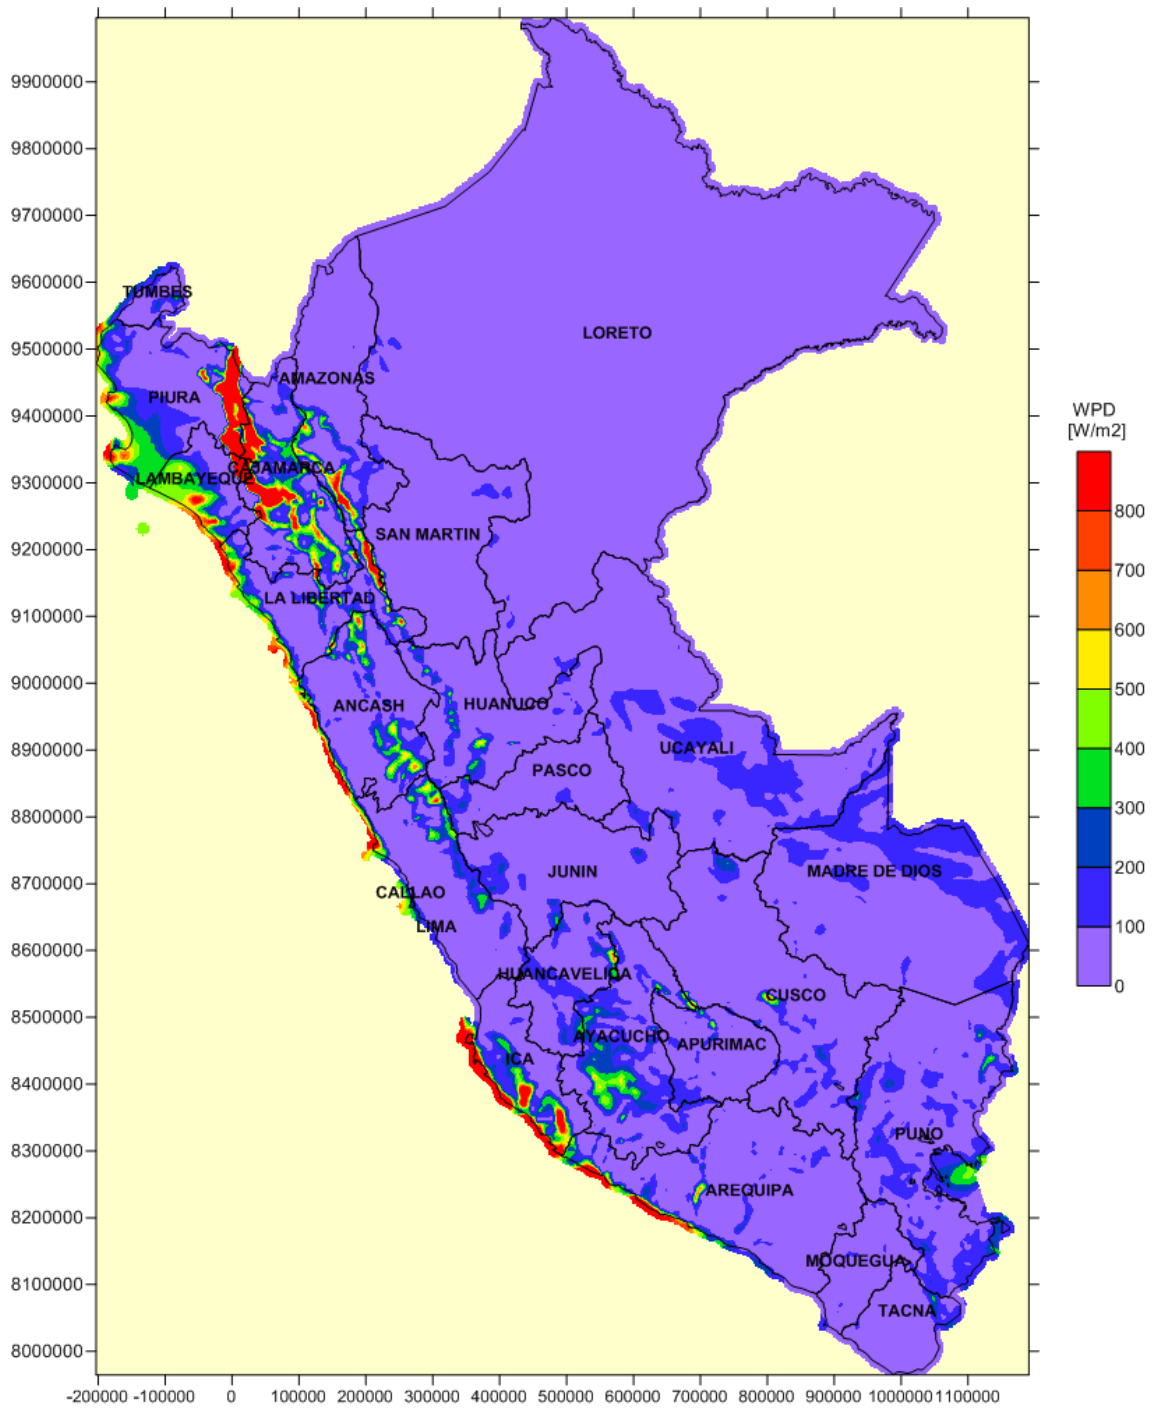 9900000
9800000
9700000
9600000
9500000
9400000
9300000
9200000
9100000
9000000
8900000
8800000
8700000
8600000
8500000
8400000
8300000
8200000
8100000
8000000
-200000 -100000 0 100000 200000 300000 400000 500000 600000 700000 800000 900000 1000000 1100000
TUMBES
LORETO
AMAZONAS
PIURA
CAJAMARCA
LAMBAYEQUE
SAN MARTIN
LA LIBERTAD
ANCASH
HUANUCO
UCAYALI
PASCO
JUNIN
MADRE DE DIOS
CALLAO
LIMA
HUANCAVELICA
CUSCO
AYACUCHO
APURIMAC
ICA
PUNO
AREQUIPA
MOQUEGUA
TACNA
WPD
[W/m2]
800
700
600
500
400
300
200
100
0